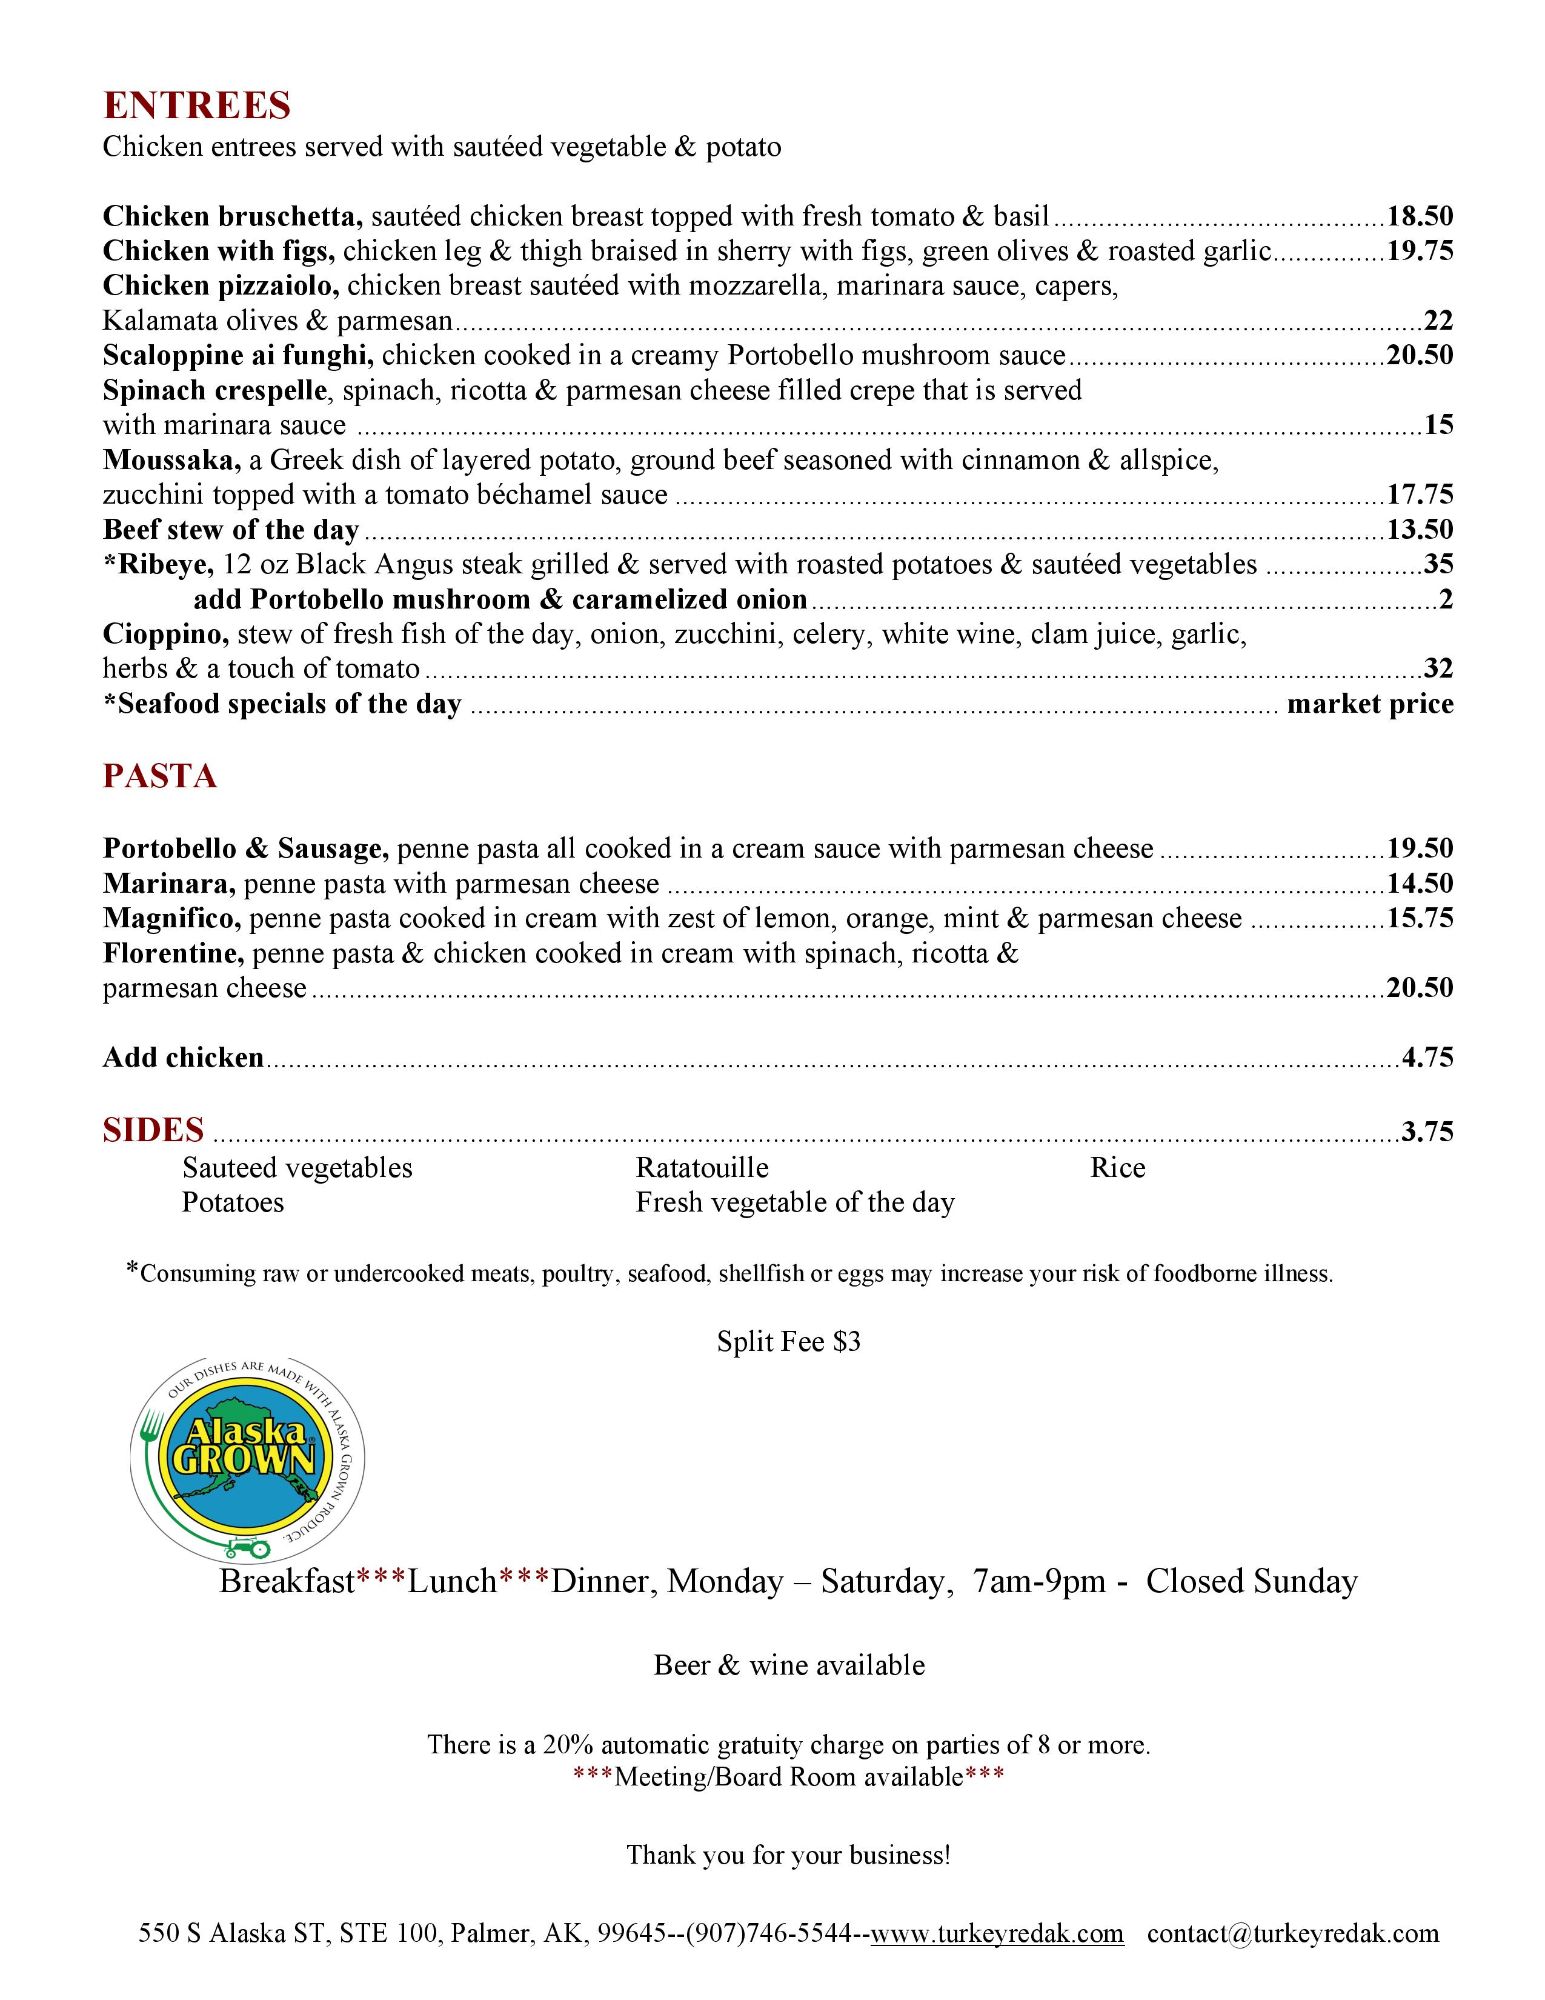 ENTREES
Chicken entrees served with sautéed vegetable & potato
Chicken bruschetta, sautéed chicken breast topped with fresh tomato & basil 18.50
Chicken with figs, chicken leg & thigh braised in sherry with figs, green olives & roasted garlic 19.75
Chicken pizzaiolo, chicken breast sautéed with mozzarella, marinara sauce, capers,
Kalamata olives & parmesan 22
Scaloppine ai funghi, chicken cooked in a creamy Portobello mushroom sauce 20.50
Spinach crespelle, spinach, ricotta & parmesan cheese filled crepe that is served
with marinara sauce 15
Moussaka, a Greek dish of layered potato, ground beef seasoned with cinnamon & allspice,
zucchini topped with a tomato béchamel sauce 17.75
Beef stew of the day 13.50
*Ribeye, 12 oz Black Angus steak grilled & served with roasted potatoes & sautéed vegetables 35
add Portobello mushroom & caramelized onion 2
Cioppino, stew of fresh fish of the day, onion, zucchini, celery, white wine, clam juice, garlic,
herbs & a touch of tomato 32
*Seafood specials of the day market price
PASTA
Portobello & Sausage, penne pasta all cooked in a cream sauce with parmesan cheese 19.50
Marinara, penne pasta with parmesan cheese 14.50
Magnifico, penne pasta cooked in cream with zest of lemon, orange, mint & parmesan cheese 15.75
Florentine, penne pasta & chicken cooked in cream with spinach, ricotta &
parmesan cheese 20.50
Add chicken 4.75
SIDES 3.75
Sauteed vegetables Ratatouille Rice
Potatoes Fresh vegetable of the day
*Consuming raw or undercooked meats, poultry, seafood, shellfish or eggs may increase your risk of foodborne illness.
Split Fee $3
OUR DISHES ARE MADE WITH ALASKA GROWN PRODUCE.
Alaska
GROWN®
Breakfast***Lunch***Dinner, Monday – Saturday, 7am-9pm - Closed Sunday
Beer & wine available
There is a 20% automatic gratuity charge on parties of 8 or more.
***Meeting/Board Room available***
Thank you for your business!
550 S Alaska ST, STE 100, Palmer, AK, 99645--(907)746-5544--www.turkeyredak.com contact@turkeyredak.com